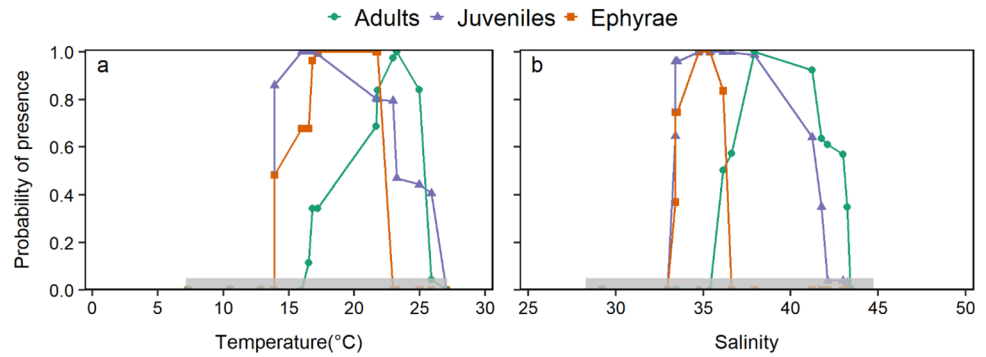 Adults Juveniles Ephyrae
a b
Probability of presence
1.0
0.8
0.6
0.4
0.2
0.0
0 5 10 15 20 25 30
25 30 35 40 45 50
Temperature(°C) Salinity